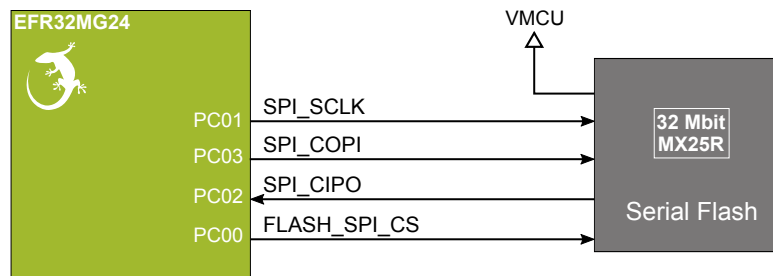 EFR32MG24
VMCU
PC01 SPI_SCLK
PC03 SPI_COPI
PC02 SPI_CIPO
PC00 FLASH_SPI_CS
32 Mbit
MX25R
Serial Flash